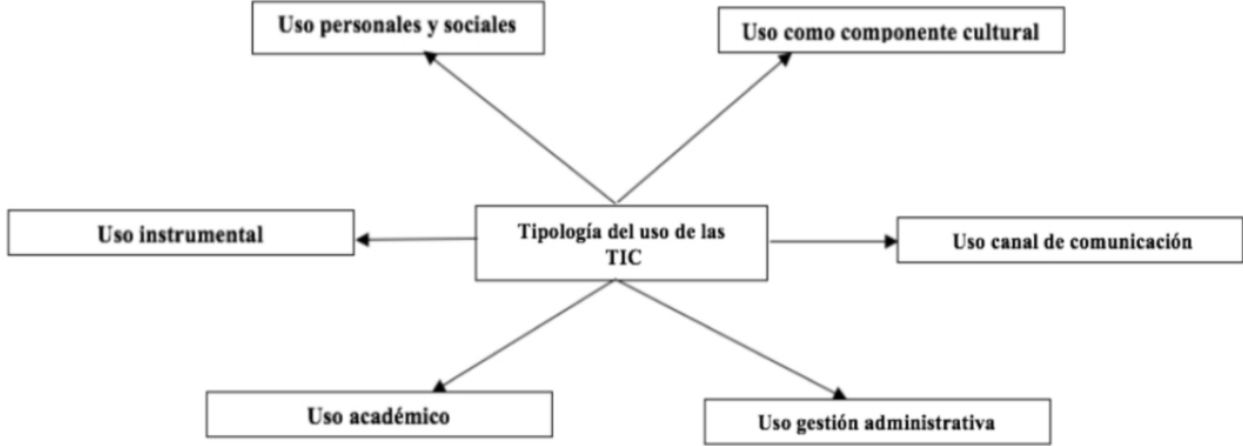 Uso personales y sociales
Uso como componente cultural
Uso instrumental
Tipología del uso de las
TIC
Uso canal de comunicación
Uso académico
Uso gestión administrativa